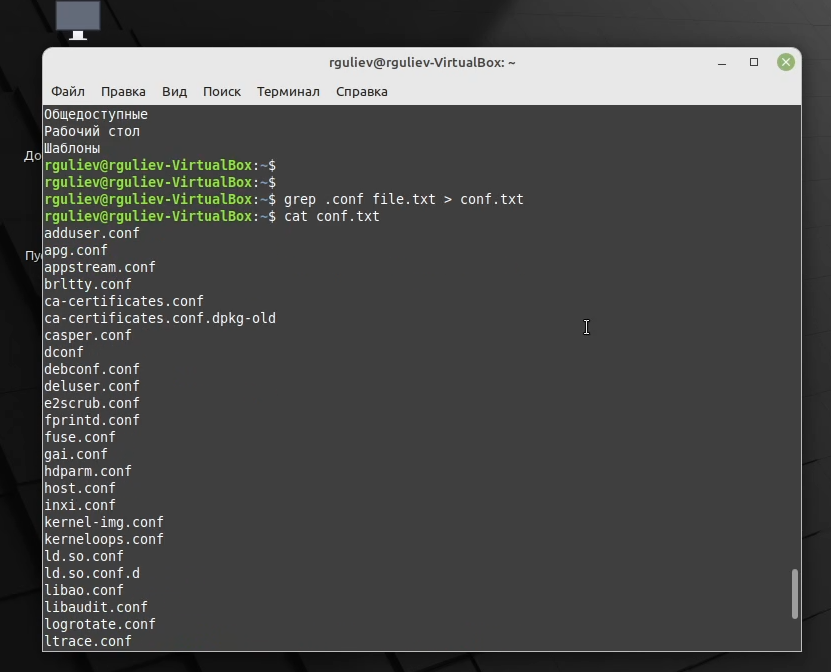 До
Пу
rguliev@rguliev-VirtualBox: ~
Файл Правка Вид Поиск Терминал Справка
Общедоступные
Рабочий стол
Шаблоны
rguliev@rguliev-VirtualBox:~$
rguliev@rguliev-VirtualBox:~$
rguliev@rguliev-VirtualBox:~$ grep .conf file.txt > conf.txt
rguliev@rguliev-VirtualBox:~$ cat conf.txt
adduser.conf
apg.conf
appstream.conf
brltty.conf
ca-certificates.conf
ca-certificates.conf.dpkg-old
casper.conf
dconf
debconf.conf
deluser.conf
e2scrub.conf
fprintd.conf
fuse.conf
gai.conf
hdparm.conf
host.conf
inxi.conf
kernel-img.conf
kerneloops.conf
ld.so.conf
ld.so.conf.d
libao.conf
libaudit.conf
logrotate.conf
ltrace.conf